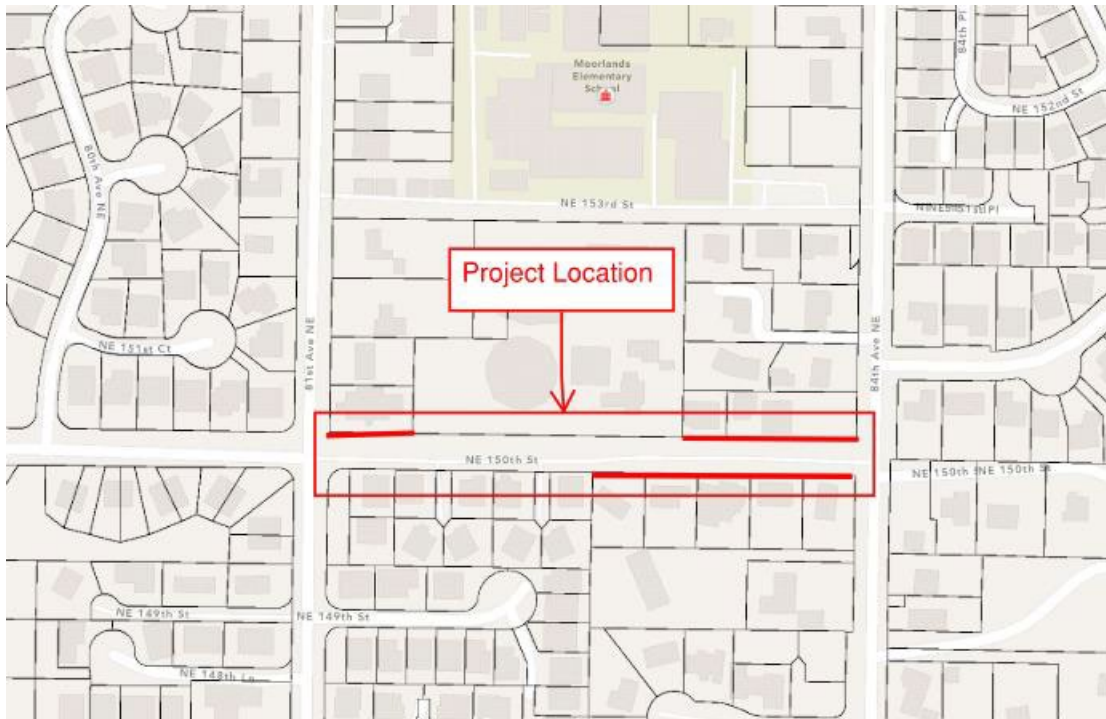 84th Pl
Moorlands
Elementary
School
NE 152nd St
80th Ave NE
NE 153rd St
Project Location
NE 151st Ct
81st Ave NE
84th Ave NE
NE 150th St
NE 150th St
NE 149th St
NE 149th St
NE 148th Ln